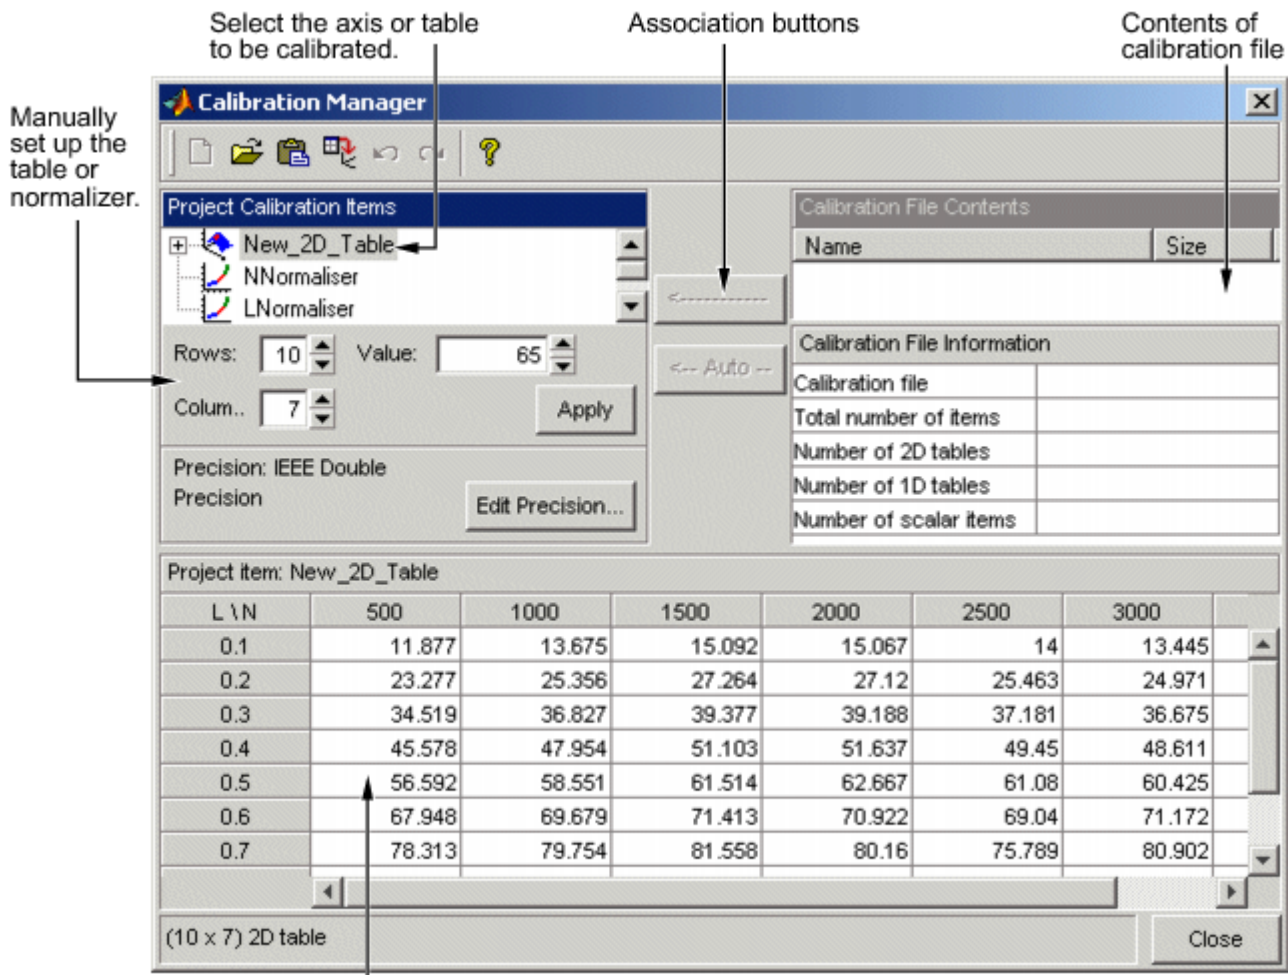 Select the axis or table
to be calibrated.
Association buttons
Contents of
calibration file
Manually
set up the
table or
normalizer.
Calibration Manager
Project Calibration Items
New_2D_Table
NNormaliser
LNormaliser
Rows: 10 Value: 65
Colum.. 7 Apply
Precision: IEEE Double
Precision
Edit Precision...
<-----------
<-- Auto --
Calibration File Contents
Name Size
Calibration File Information
Calibration file
Total number of items
Number of 2D tables
Number of 1D tables
Number of scalar items
Project item: New_2D_Table
L \ N 500 1000 1500 2000 2500 3000
0.1 11.877 13.675 15.092 15.067 14 13.445
0.2 23.277 25.356 27.264 27.12 25.463 24.971
0.3 34.519 36.827 39.377 39.188 37.181 36.675
0.4 45.578 47.954 51.103 51.637 49.45 48.611
0.5 56.592 58.551 61.514 62.667 61.08 60.425
0.6 67.948 69.679 71.413 70.922 69.04 71.172
0.7 78.313 79.754 81.558 80.16 75.789 80.902
(10 x 7) 2D table
Close